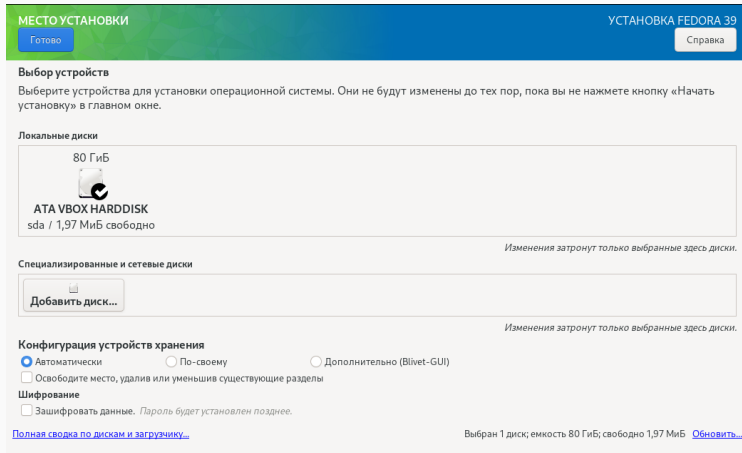 МЕСТО УСТАНОВКИ
УСТАНОВКА FEDORA 39
Готово
Справка
Выбор устройств
Выберите устройства для установки операционной системы. Они не будут изменены до тех пор, пока вы не нажмете кнопку «Начать
установку» в главном окне.
Локальные диски
80 ГиБ
ATA VBOX HARDDISK
sda / 1,97 МиБ свободно
Изменения затронут только выбранные здесь диски.
Специализированные и сетевые диски
Добавить диск...
Изменения затронут только выбранные здесь диски.
Конфигурация устройств хранения
Автоматически
По-своему
Дополнительно (Blivet-GUI)
Освободите место, удалив или уменьшив существующие разделы
Шифрование
Зашифровать данные. Пароль будет установлен позднее.
Полная сводка по дискам и загрузчику...
Выбран 1 диск; емкость 80 ГиБ; свободно 1,97 МиБ Обновить...